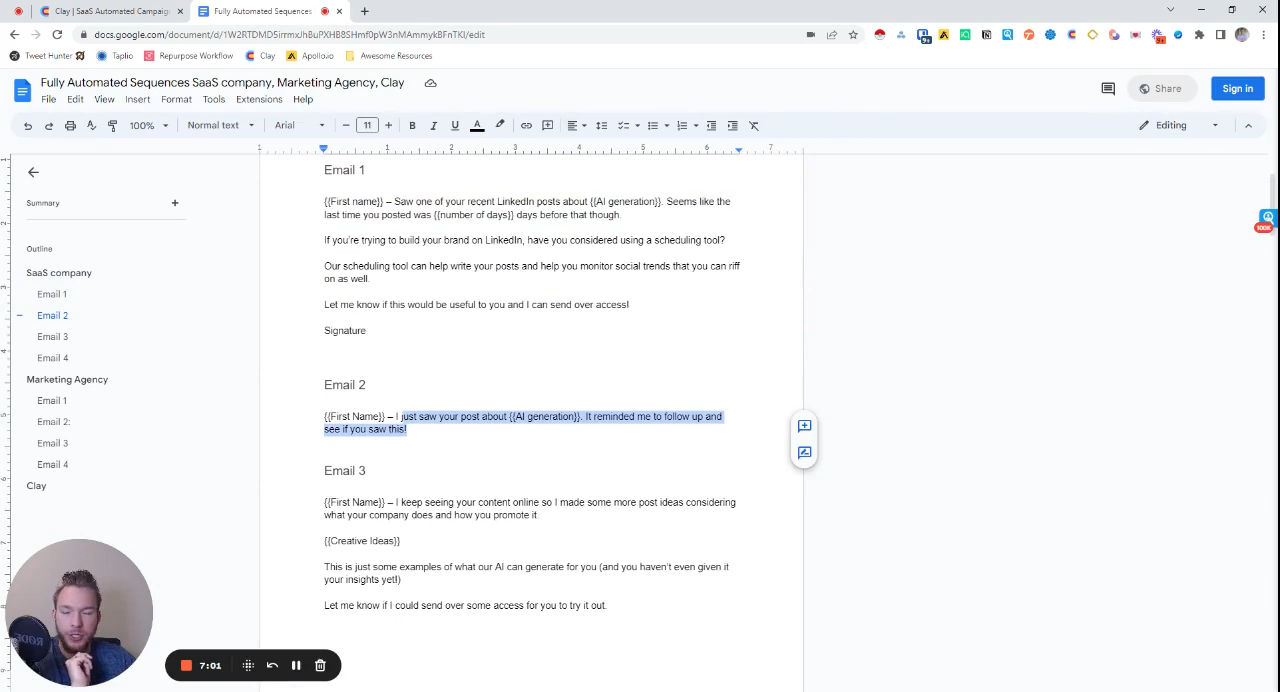 Clay | SaaS Automated Campaig
Fully Automated Sequences
docs.google.com/document/d/1W2RTDMD5irrmxJhBuPXHB8SHmf0pW3nMAmmykBFnTKI/edit
Tweet Hunter
Taplio
Repurpose Workflow
Clay
Apollo.io
Awesome Resources
Fully Automated Sequences SaaS company, Marketing Agency, Clay
File Edit View Insert Format Tools Extensions Help
Share
Sign in
100% Normal text Arial 11 Editing
1 1 2 3 4 5 6 7
Summary
Outline
SaaS company
Email 1
Email 2
Email 3
Email 4
Marketing Agency
Email 1
Email 2:
Email 3
Email 4
Clay
Email 1
{{First name}} – Saw one of your recent LinkedIn posts about {{AI generation}}. Seems like the
last time you posted was {{number of days}} days before that though.
If you're trying to build your brand on LinkedIn, have you considered using a scheduling tool?
Our scheduling tool can help write your posts and help you monitor social trends that you can riff
on as well.
Let me know if this would be useful to you and I can send over access!
Signature
Email 2
{{First Name}} – I just saw your post about {{AI generation}}. It reminded me to follow up and
see if you saw this!
Email 3
{{First Name}} – I keep seeing your content online so I made some more post ideas considering
what your company does and how you promote it.
{{Creative Ideas}}
This is just some examples of what our AI can generate for you (and you haven't even given it
your insights yet!)
Let me know if I could send over some access for you to try it out.
100K
RODE
7:01